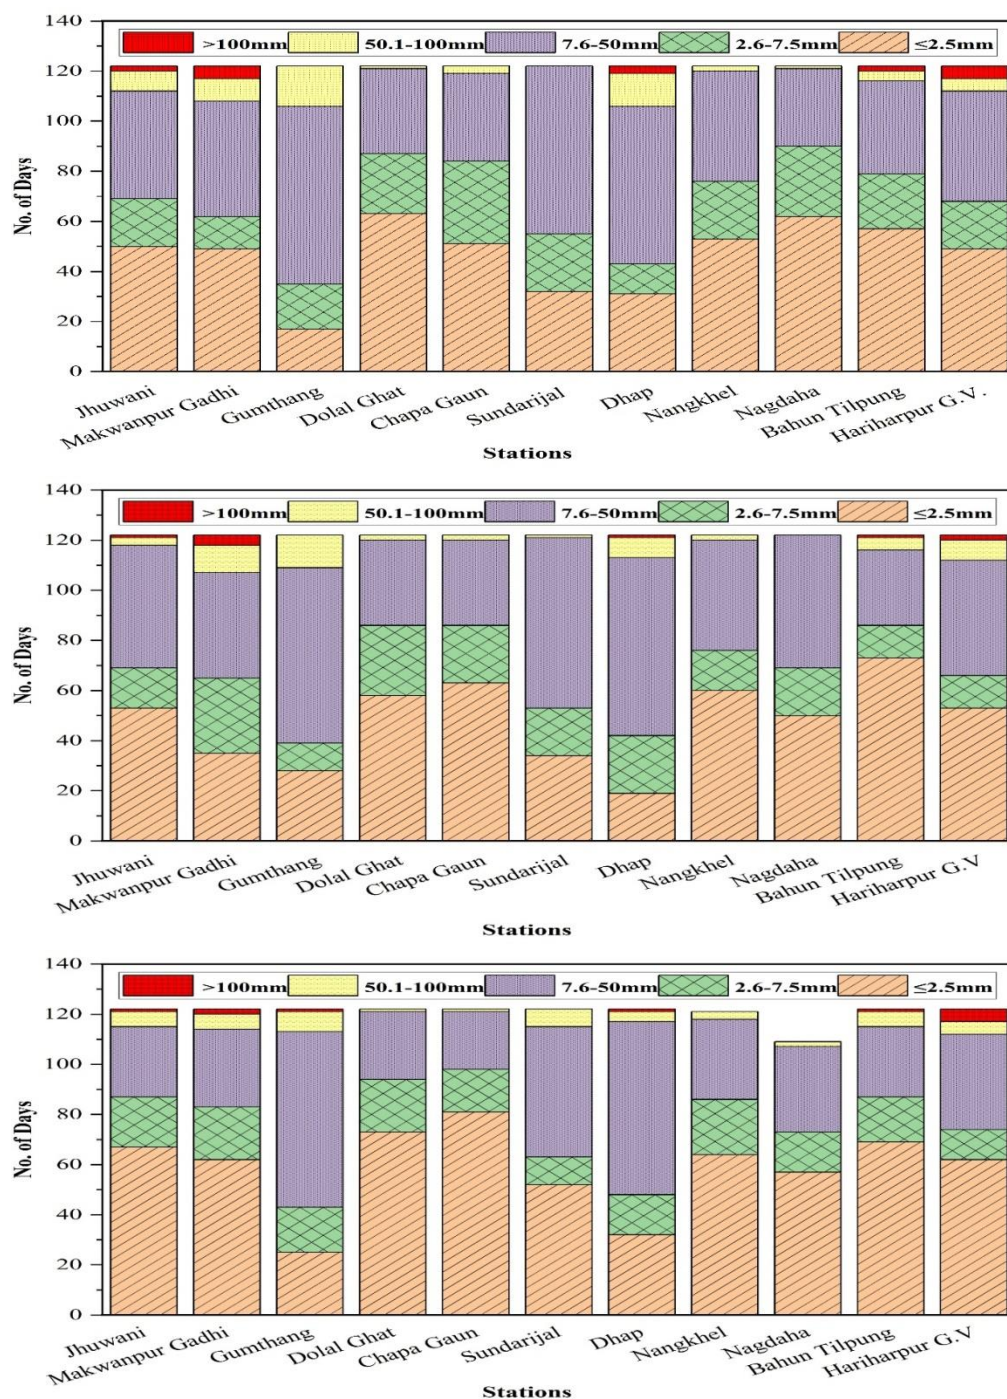 140
>100mm 50.1-100mm 7.6-50mm 2.6-7.5mm ≤2.5mm
120
100
80
60
40
20
0
No. of Days
Jhuwani Makwanpur Gadhi Gumthang Dolal Ghat Chapa Gaun Sundarijal Dhap Nangkhel Nagdaha Bahun Tilpung Hariharpur G.V.
Stations
140
>100mm 50.1-100mm 7.6-50mm 2.6-7.5mm ≤2.5mm
120
100
80
60
40
20
0
No. of Days
Jhuwani Makwanpur Gadhi Gumthang Dolal Ghat Chapa Gaun Sundarijal Dhap Nangkhel Nagdaha Bahun Tilpung Hariharpur G.V
Stations
140
>100mm 50.1-100mm 7.6-50mm 2.6-7.5mm ≤2.5mm
120
100
80
60
40
20
0
No. of Days
Jhuwani Makwanpur Gadhi Gumthang Dolal Ghat Chapa Gaun Sundarijal Dhap Nangkhel Nagdaha Bahun Tilpung Hariharpur G.V
Stations